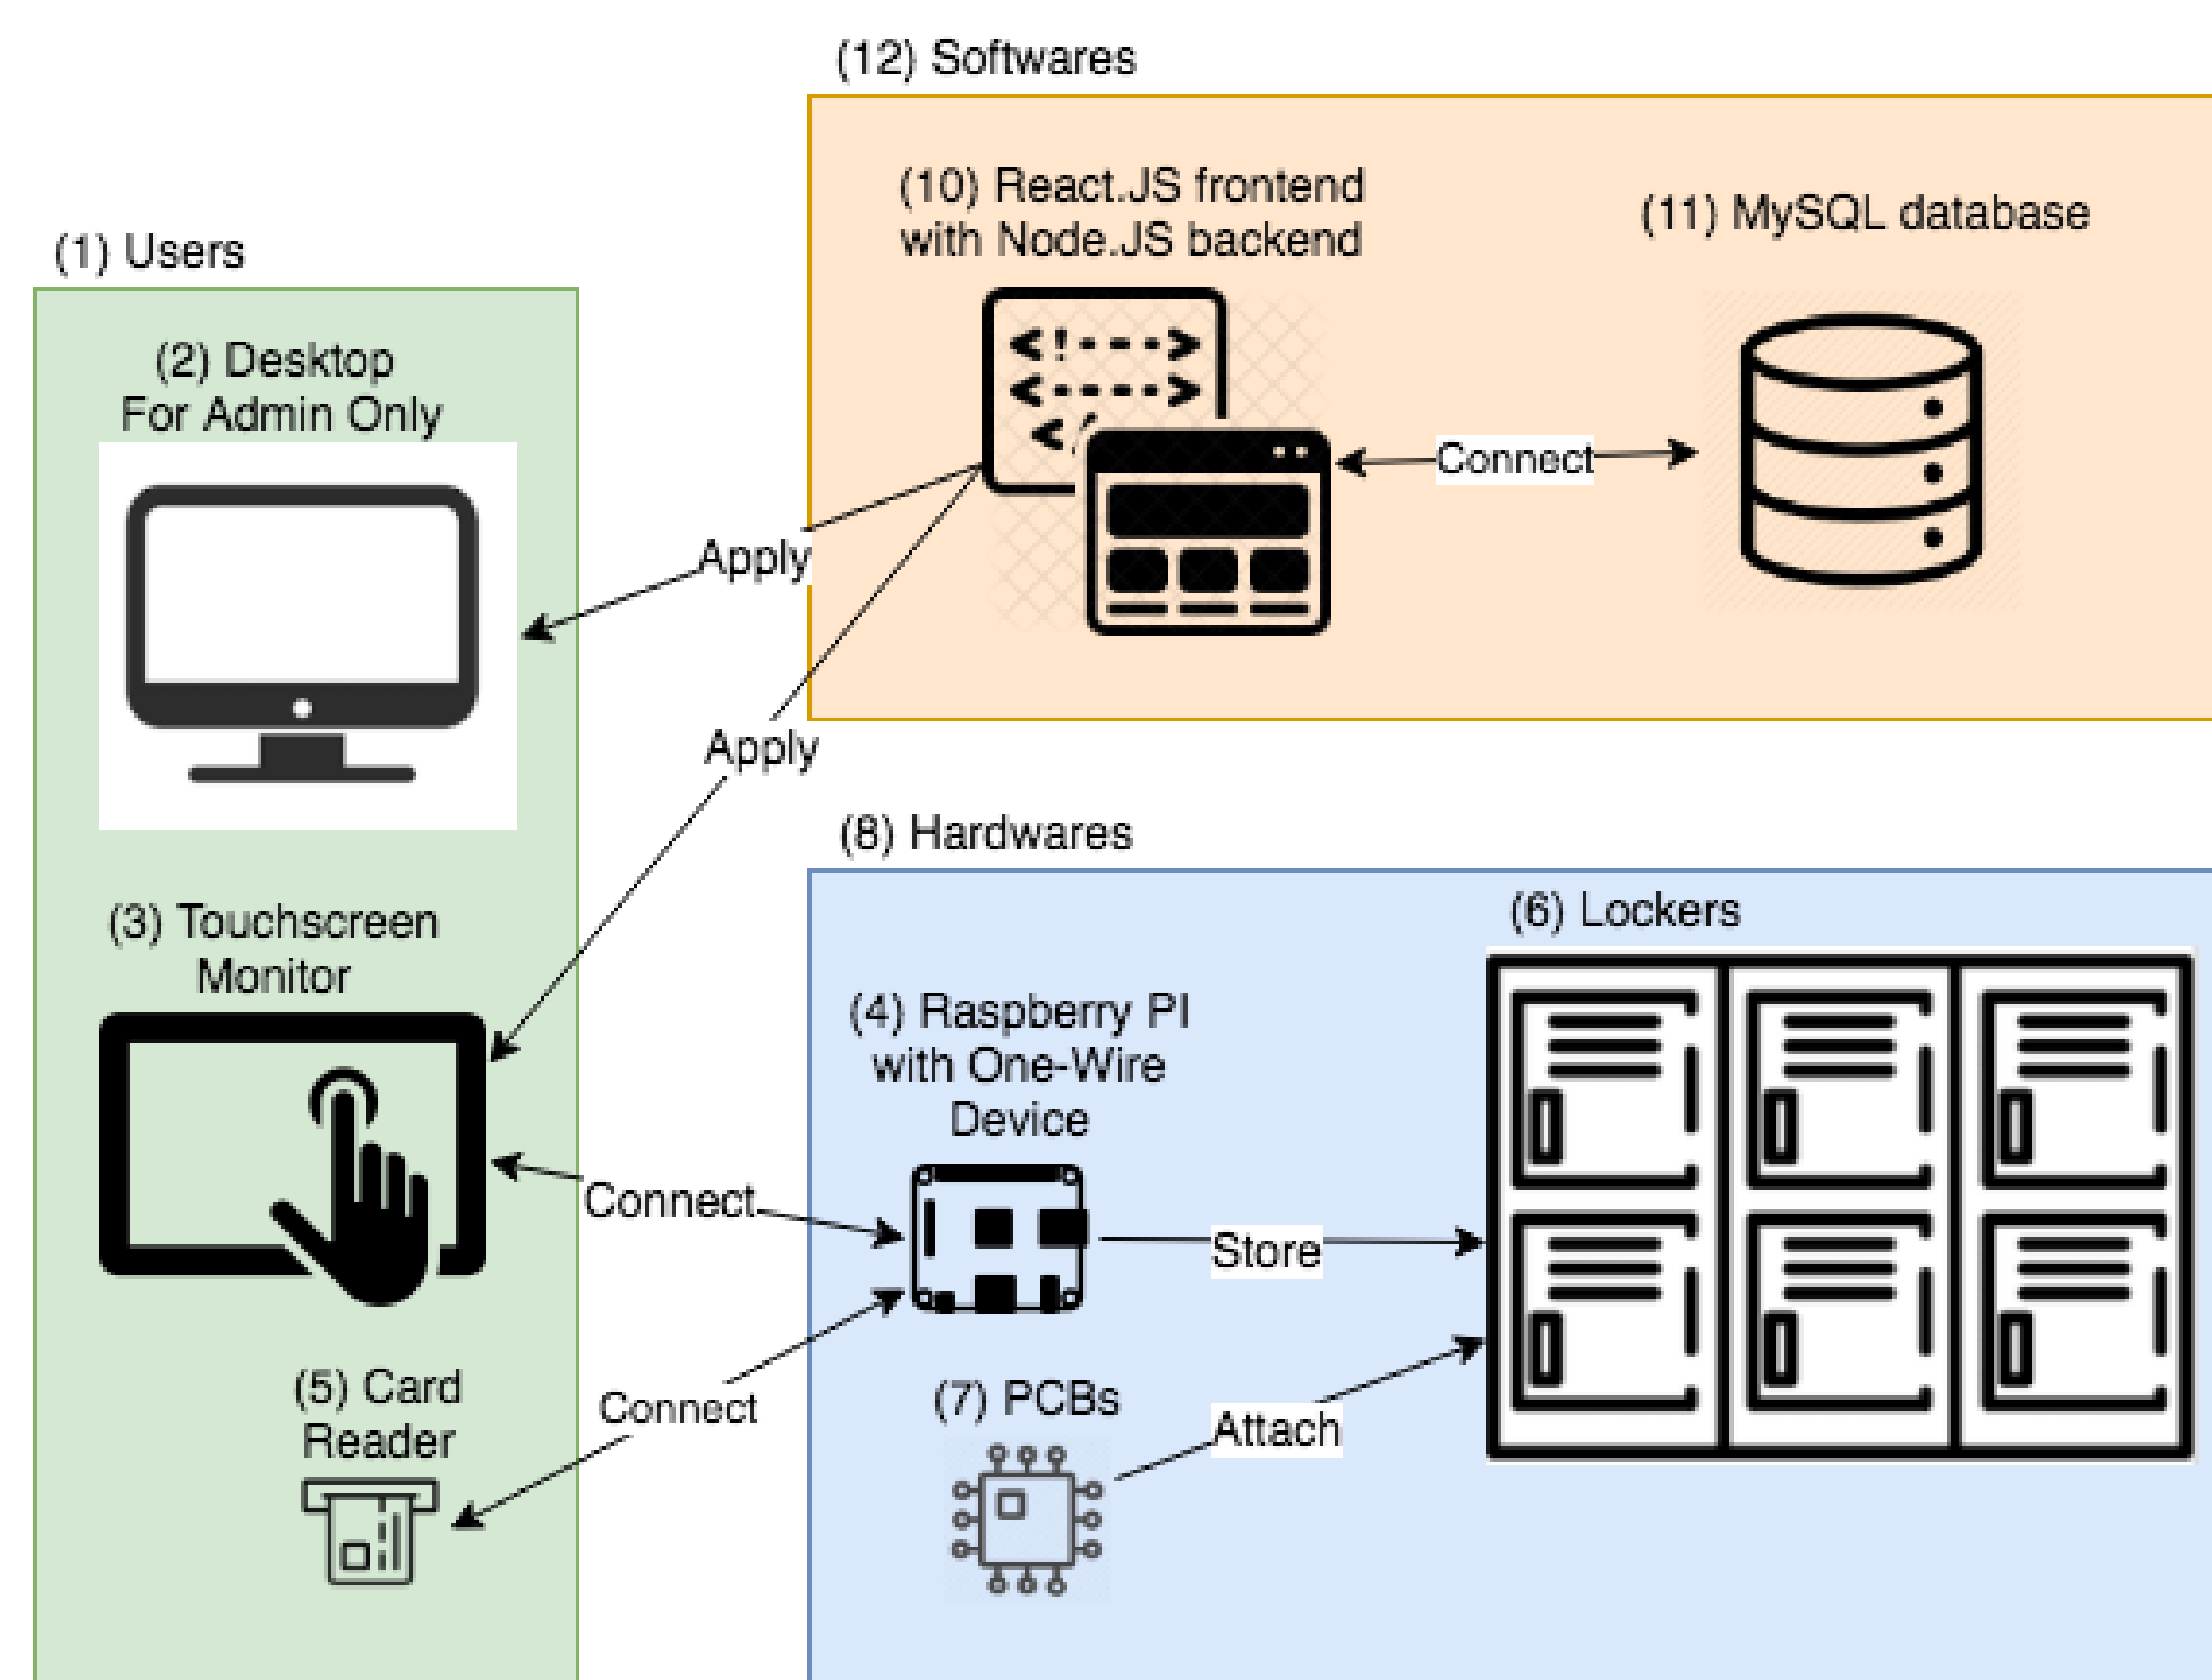 (12) Softwares
(10) React.JS frontend
with Node.JS backend
(11) MySQL database
Connect
(1) Users
(2) Desktop
For Admin Only
Apply
Apply
(3) Touchscreen
Monitor
Connect
(5) Card
Reader
Connect
(8) Hardwares
(6) Lockers
(4) Raspberry PI
with One-Wire
Device
Store
(7) PCBs
Attach